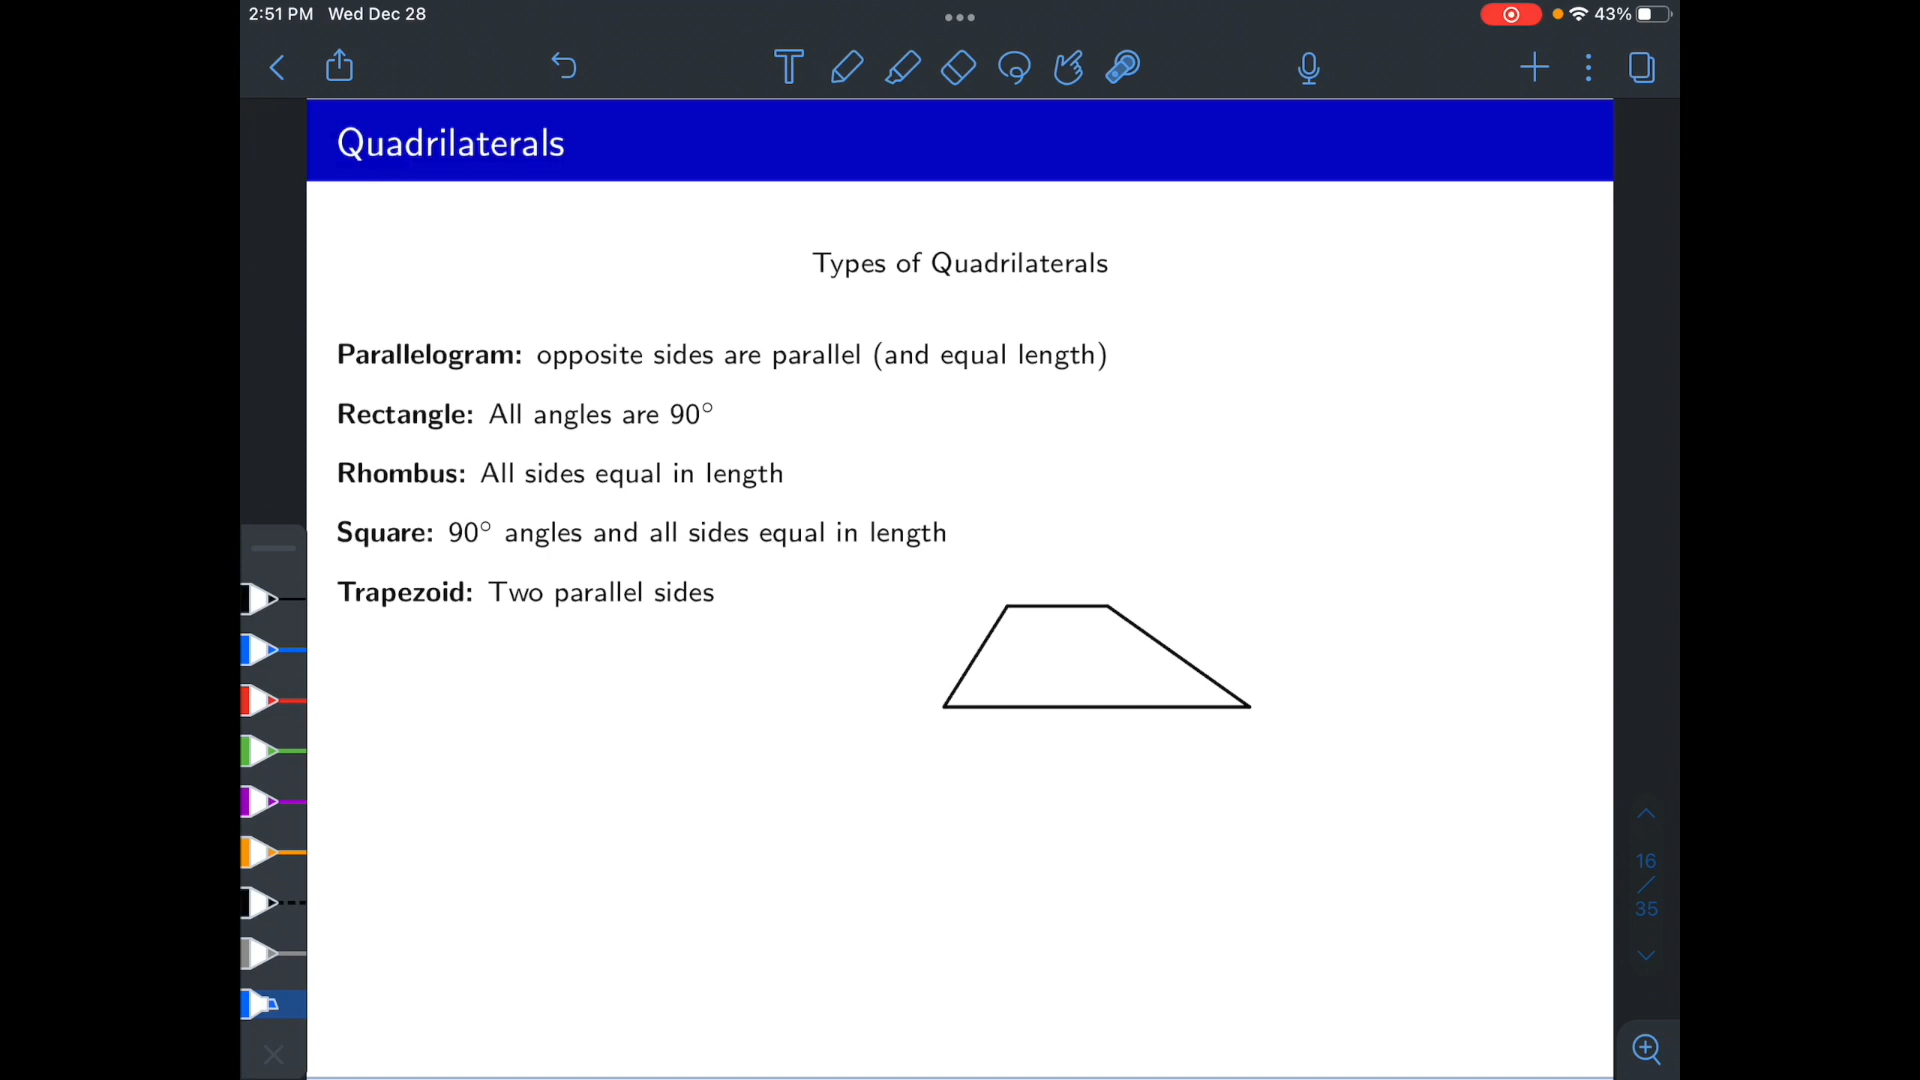 2:51 PM Wed Dec 28
43%
Quadrilaterals
Types of Quadrilaterals
Parallelogram: opposite sides are parallel (and equal length)
Rectangle: All angles are 90°
Rhombus: All sides equal in length
Square: 90° angles and all sides equal in length
Trapezoid: Two parallel sides
16
/
35